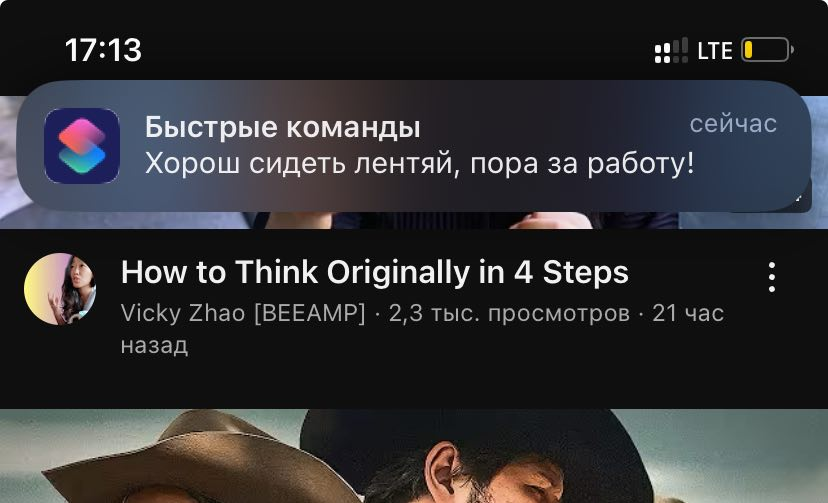 17:13
LTE
Быстрые команды
сейчас
Хорош сидеть лентяй, пора за работу!
How to Think Originally in 4 Steps
Vicky Zhao [BEEAMP] · 2,3 тыс. просмотров · 21 час
назад